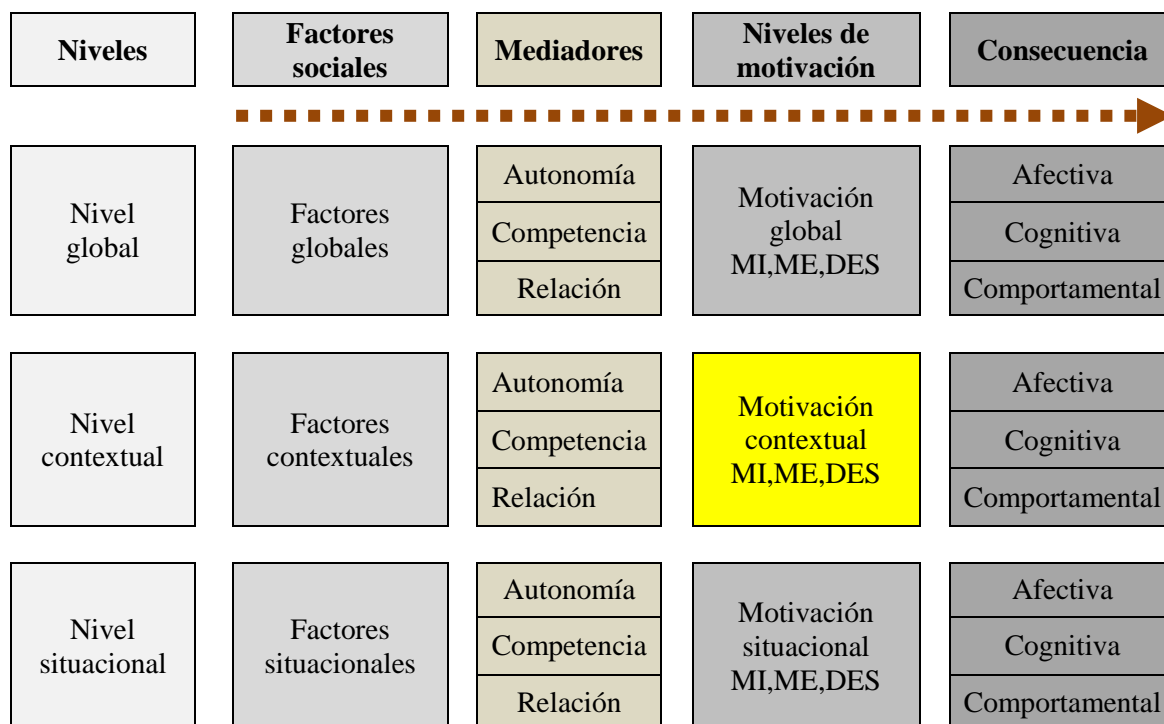 Niveles
Factores
sociales
Mediadores
Niveles de
motivación
Consecuencia
Nivel
global
Factores
globales
Autonomía
Competencia
Relación
Motivación
global
MI,ME,DES
Afectiva
Cognitiva
Comportamental
Nivel
contextual
Factores
contextuales
Autonomía
Competencia
Relación
Motivación
contextual
MI,ME,DES
Afectiva
Cognitiva
Comportamental
Nivel
situacional
Factores
situacionales
Autonomía
Competencia
Relación
Motivación
situacional
MI,ME,DES
Afectiva
Cognitiva
Comportamental